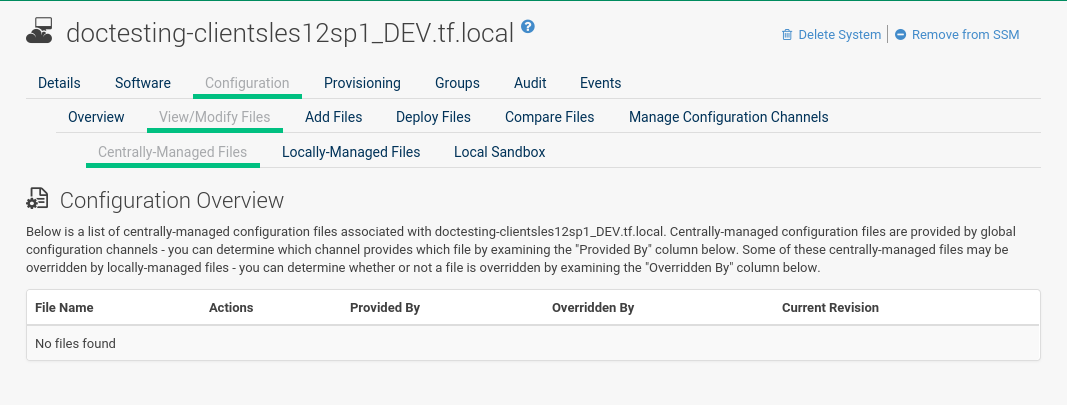 doctesting-clientsles12sp1_DEV.tf.local ?
Delete System | Remove from SSM
Details Software Configuration Provisioning Groups Audit Events
Overview View/Modify Files Add Files Deploy Files Compare Files Manage Configuration Channels
Centrally-Managed Files Locally-Managed Files Local Sandbox
Configuration Overview
Below is a list of centrally-managed configuration files associated with doctesting-clientsles12sp1_DEV.tf.local. Centrally-managed configuration files are provided by global
configuration channels - you can determine which channel provides which file by examining the "Provided By" column below. Some of these centrally-managed files may be
overridden by locally-managed files - you can determine whether or not a file is overridden by examining the "Overridden By" column below.
File Name Actions Provided By Overridden By Current Revision
No files found